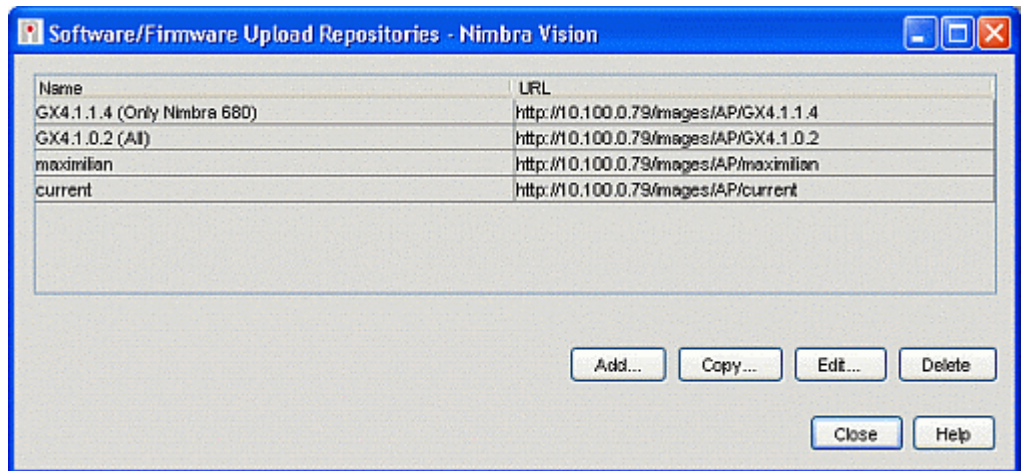 Software/Firmware Upload Repositories - Nimbra Vision
Name URL
GX4.1.1.4 (Only Nimbra 680) http://10.100.0.79/images/AP/GX4.1.1.4
GX4.1.0.2 (All) http://10.100.0.79/images/AP/GX4.1.0.2
maximilian http://10.100.0.79/images/AP/maximilian
current http://10.100.0.79/images/AP/current
Add... Copy... Edit... Delete
Close Help